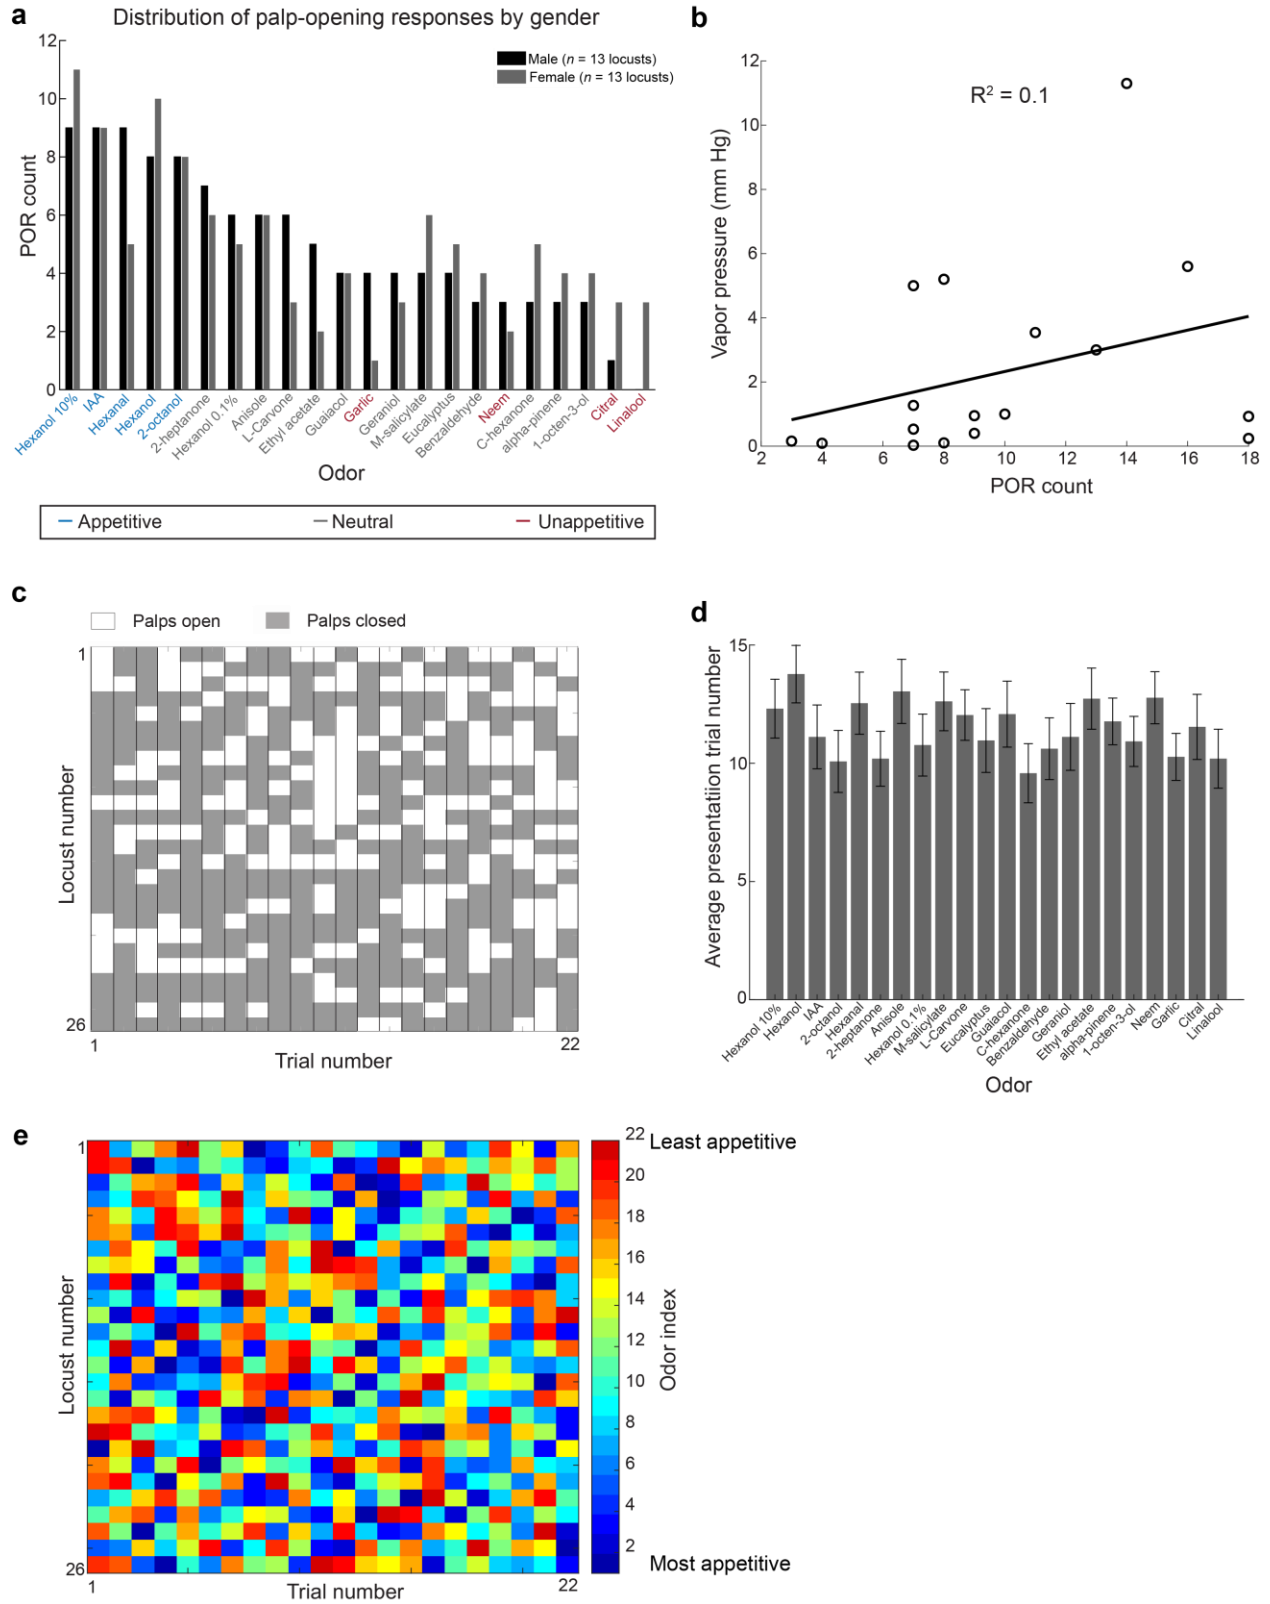 a
Distribution of palp-opening responses by gender
12
10
8
6
4
2
0
POR count
Male (n = 13 locusts)
Female (n = 13 locusts)
Hexanol 10%
IAA
Hexanal
Hexanol
2-octanol
2-heptanone
Hexanol 0.1%
Anisole
L-Carvone
Ethyl acetate
Guaiacol
Garlic
Geraniol
M-salicylate
Eucalyptus
Benzaldehyde
Neem
C-hexanone
alpha-pinene
1-octen-3-ol
Citral
Linalool
Odor
Appetitive
Neutral
Unappetitive
b
12
10
8
6
4
2
0
Vapor pressure (mm Hg)
R² = 0.1
2
4
6
8
10
12
14
16
18
POR count
c
Palps open
Palps closed
1
26
Locust number
1
22
Trial number
d
15
10
5
0
Average presentatiion trial number
Hexanol 10%
Hexanol
IAA
2-octanol
Hexanal
2-heptanone
Anisole
Hexanol 0.1%
M-salicylate
L-Carvone
Eucalyptus
Guaiacol
C-hexanone
Benzaldehyde
Geraniol
Ethyl acetate
alpha-pinene
1-octen-3-ol
Neem
Garlic
Citral
Linalool
Odor
e
1
26
Locust number
1
22
Trial number
22
20
18
16
14
12
10
8
6
4
2
Odor index
Least appetitive
Most appetitive